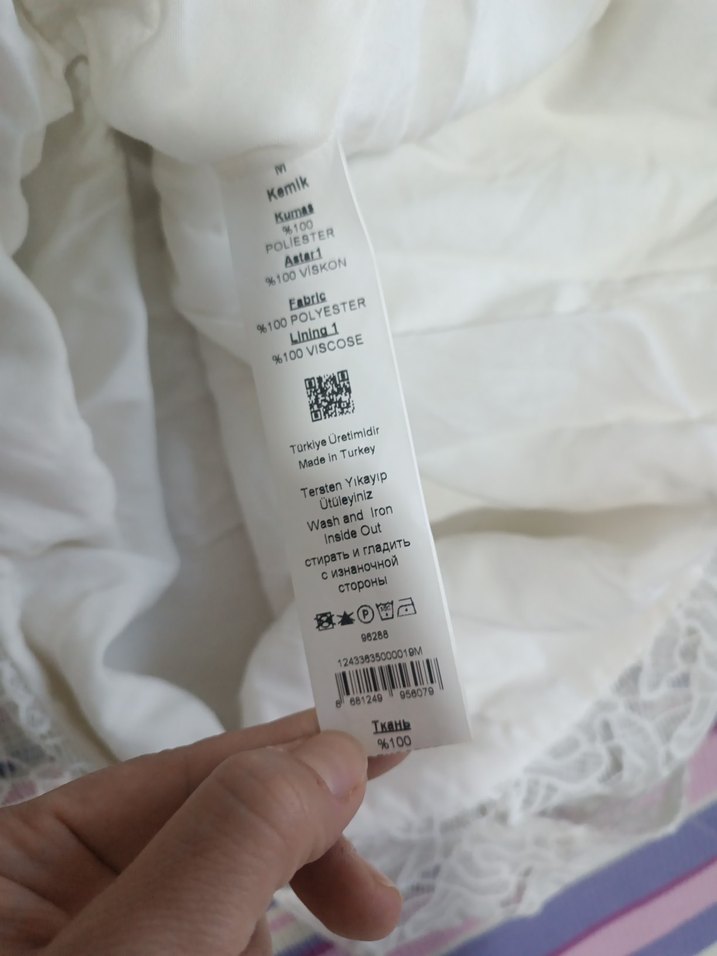 M
Kemik
Kumaş
%100
POLİESTER
Astar1
%100 VİSKON
Fabric
%100 POLYESTER
Lining 1
%100 VISCOSE
Türkiye Üretimidir
Made in Turkey
Tersten Yıkayıp
Ütüleyiniz
Wash and Iron
Inside Out
стирать и гладить
с изнаночной
стороны
P
96288
12433635000019M
8 681249 956079
Ткань
%100